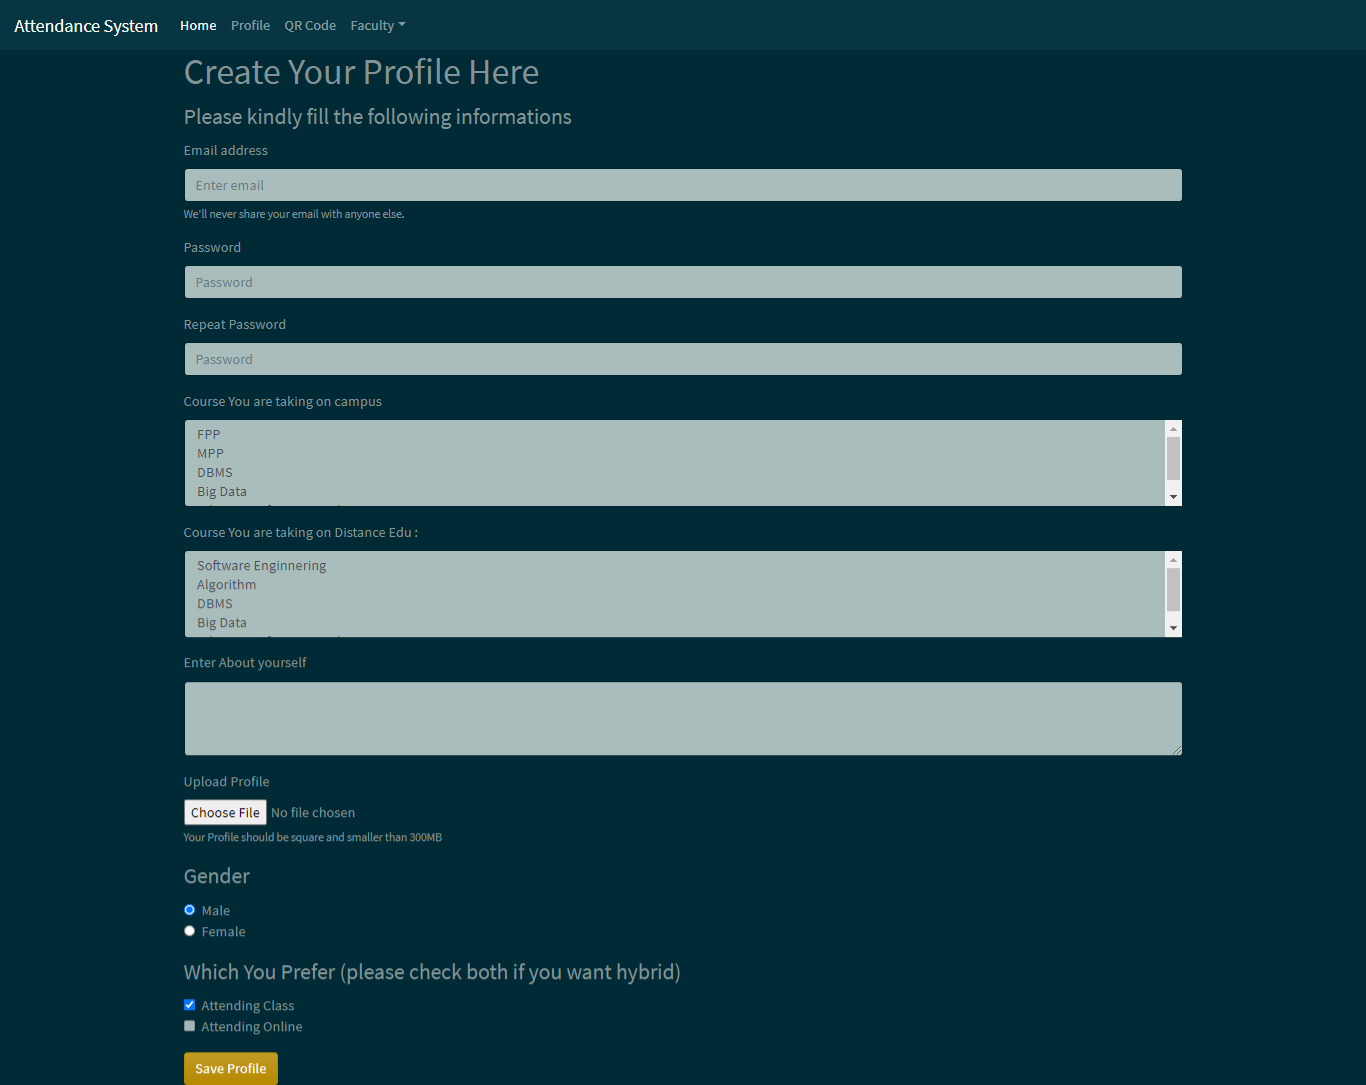 Attendance System Home Profile QR Code Faculty
Create Your Profile Here
Please kindly fill the following informations
Email address
Enter email
We'll never share your email with anyone else.
Password
Password
Repeat Password
Password
Course You are taking on campus
FPP
MPP
DBMS
Big Data
Course You are taking on Distance Edu :
Software Enginnering
Algorithm
DBMS
Big Data
Enter About yourself
Upload Profile
Choose File No file chosen
Your Profile should be square and smaller than 300MB
Gender
Male
Female
Which You Prefer (please check both if you want hybrid)
Attending Class
Attending Online
Save Profile